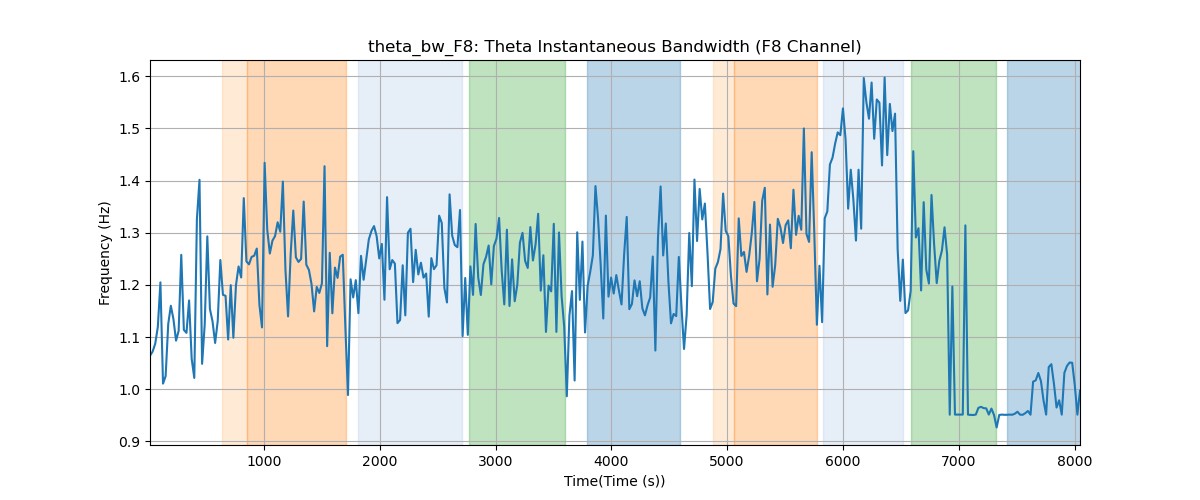 theta_bw_F8: Theta Instantaneous Bandwidth (F8 Channel)
Frequency (Hz)
1.6
1.5
1.4
1.3
1.2
1.1
1.0
0.9
1000 2000 3000 4000 5000 6000 7000 8000
Time(Time (s))